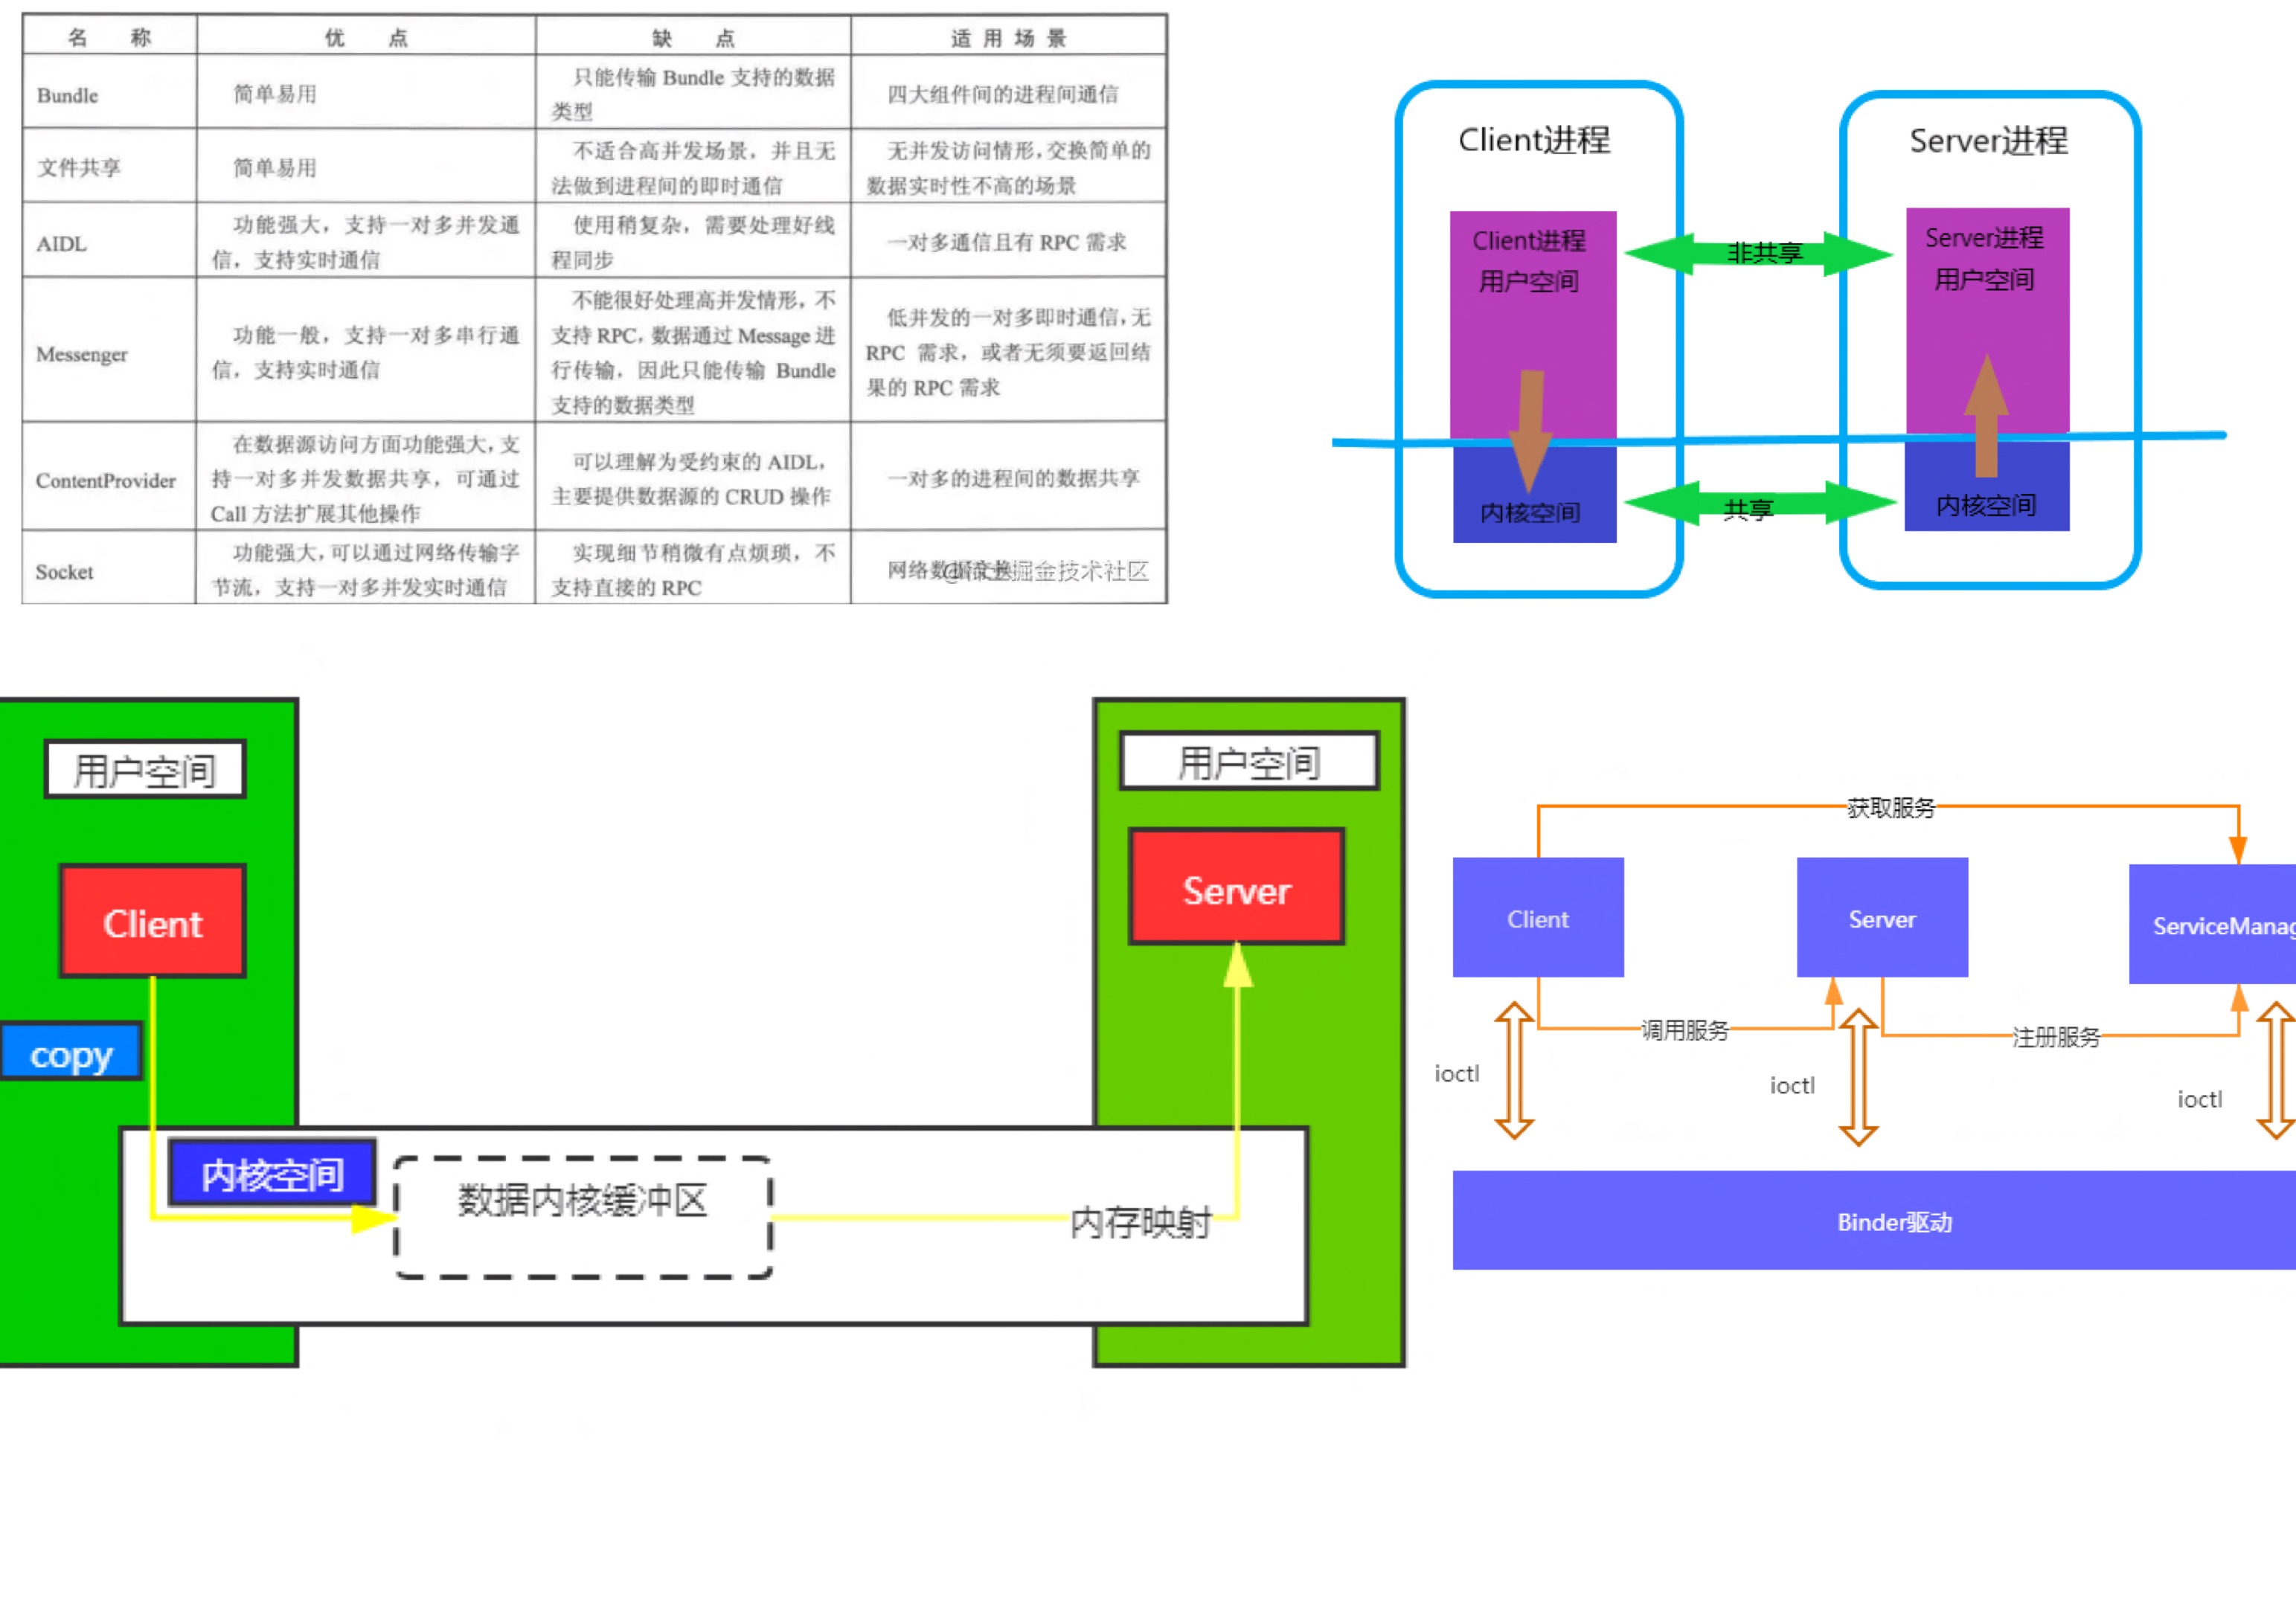 名 称 优 点 缺 点 适 用 场 景
Bundle
简单易用
只能传输 Bundle 支持的数据
类型
四大组件间的进程间通信
文件共享
简单易用
不适合高并发场景，并且无
法做到进程间的即时通信
无并发访问情形，交换简单的
数据实时性不高的场景
AIDL
功能强大，支持一对多并发通
信，支持实时通信
使用稍复杂，需要处理好线
程同步
一对多通信且有 RPC 需求
Messenger
功能一般，支持一对多串行通
信，支持实时通信
不能很好处理高并发情形，不
支持 RPC，数据通过 Message 进
行传输，因此只能传输 Bundle
支持的数据类型
低并发的一对多即时通信，无
RPC 需求，或者无须要返回结
果的 RPC 需求
ContentProvider
在数据源访问方面功能强大，支
持一对多并发数据共享，可通过
Call 方法扩展其他操作
可以理解为受约束的 AIDL，
主要提供数据源的 CRUD 操作
一对多的进程间的数据共享
Socket
功能强大，可以通过网络传输字
节流，支持一对多并发实时通信
实现细节稍微有点烦琐，不
支持直接的 RPC
网络数据交换
掘金技术社区
Client进程
Server进程
Client进程
用户空间
非共享
Server进程
用户空间
内核空间
共享
内核空间
用户空间
用户空间
Client
Server
copy
内核空间
数据内核缓冲区
内存映射
获取服务
Client
Server
ServiceManag
调用服务
注册服务
ioctl
ioctl
ioctl
Binder驱动